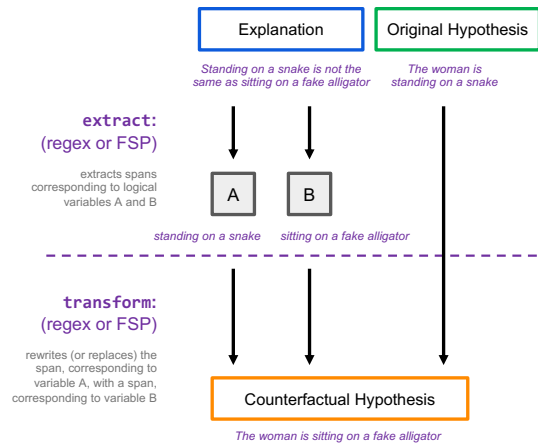 Explanation
Original Hypothesis
Standing on a snake is not the
same as sitting on a fake alligator
The woman is
standing on a snake
extract:
(regex or FSP)
extracts spans
corresponding to logical
variables A and B
A
B
standing on a snake
sitting on a fake alligator
transform:
(regex or FSP)
rewrites (or replaces) the
span, corresponding to
variable A, with a span,
corresponding to variable B
Counterfactual Hypothesis
The woman is sitting on a fake alligator